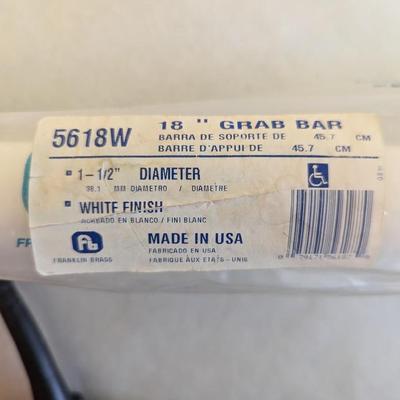 5618W
18 " GRAB BAR
BARRA DE SOPORTE DE 45.7 CM
BARRE D'APPUI DE 45.7 CM
1-1/2" DIAMETER
38.1 MM DIAMETRO / DIAMETRE
WHITE FINISH
ACABADO EN BLANCO / FINI BLANC
fb
FRANKLIN BRASS
MADE IN USA
FABRICADO EN USA
FABRIQUE AUX ETATS-UNIS
FR